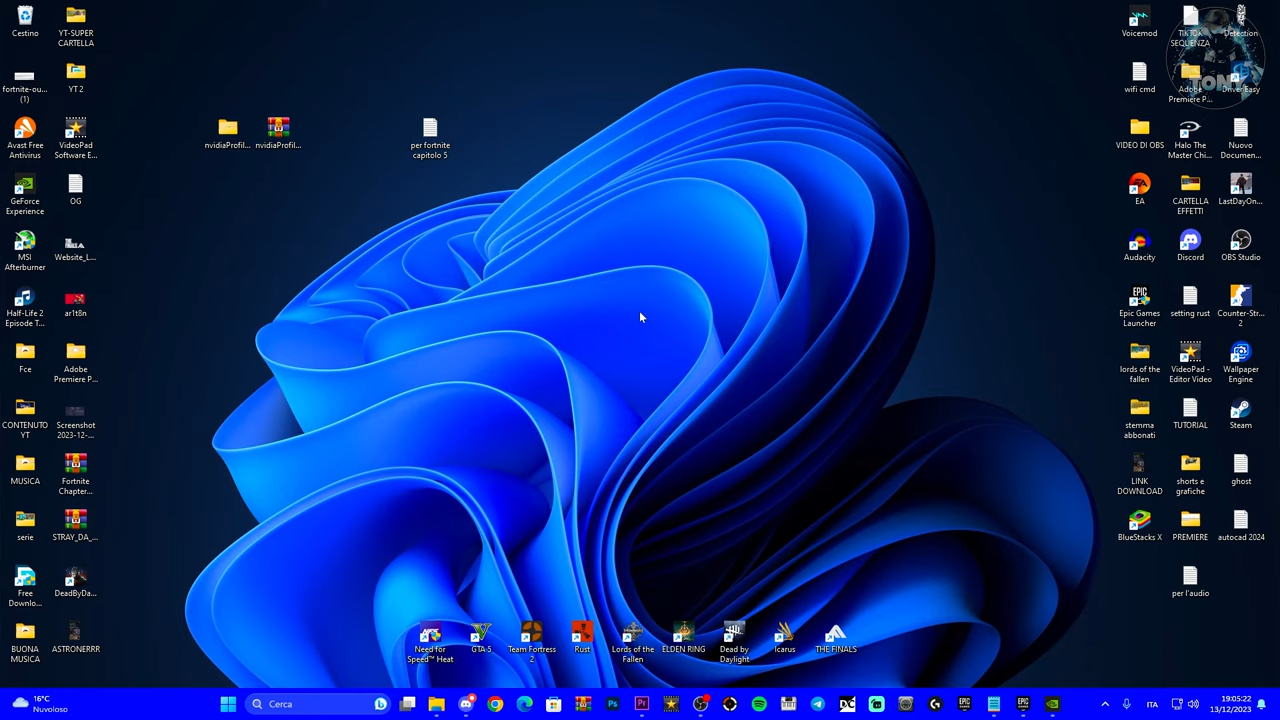 Cestino
YT-SUPER
CARTELLA
fortnite-ou...
(1)
YT 2
Avast Free
Antivirus
VideoPad
Software E...
GeForce
Experience
OG
MSI
Afterburner
Website_L...
Half-Life 2
Episode T...
ar1t8n
Fce
Adobe
Premiere P...
CONTENUTO
YT
Screenshot
2023-12-...
MUSICA
Fortnite
Chapter...
serie
STRAY_DA_...
Free
Downlo...
DeadByDa...
BUONA
MUSICA
ASTRONERRR
nvidiaProfil...
nvidiaProfil...
per fortnite
capitolo 5
Need for
Speed™ Heat
GTA 5
Team Fortress
2
Rust
Lords of the
Fallen
ELDEN RING
Dead by
Daylight
Icarus
THE FINALS
Voicemod
TIKTOK
SEQUENZA
Detection
wifi cmd
Adobe
Premiere P...
Driver Easy
TONY
VIDEO DI OBS
Halo The
Master Chi...
Nuovo
Documen...
EA
CARTELLA
EFFETTI
LastDayOn...
Audacity
Discord
OBS Studio
Epic Games
Launcher
setting rust
Counter-Str...
2
lords of the
fallen
VideoPad -
Editor Video
Wallpaper
Engine
stemma
abbonati
TUTORIAL
Steam
LINK
DOWNLOAD
shorts e
grafiche
ghost
BlueStacks X
PREMIERE
autocad 2024
per l'audio
16°C
Nuvoloso
Cerca
ITA
19:05:22
13/12/2023